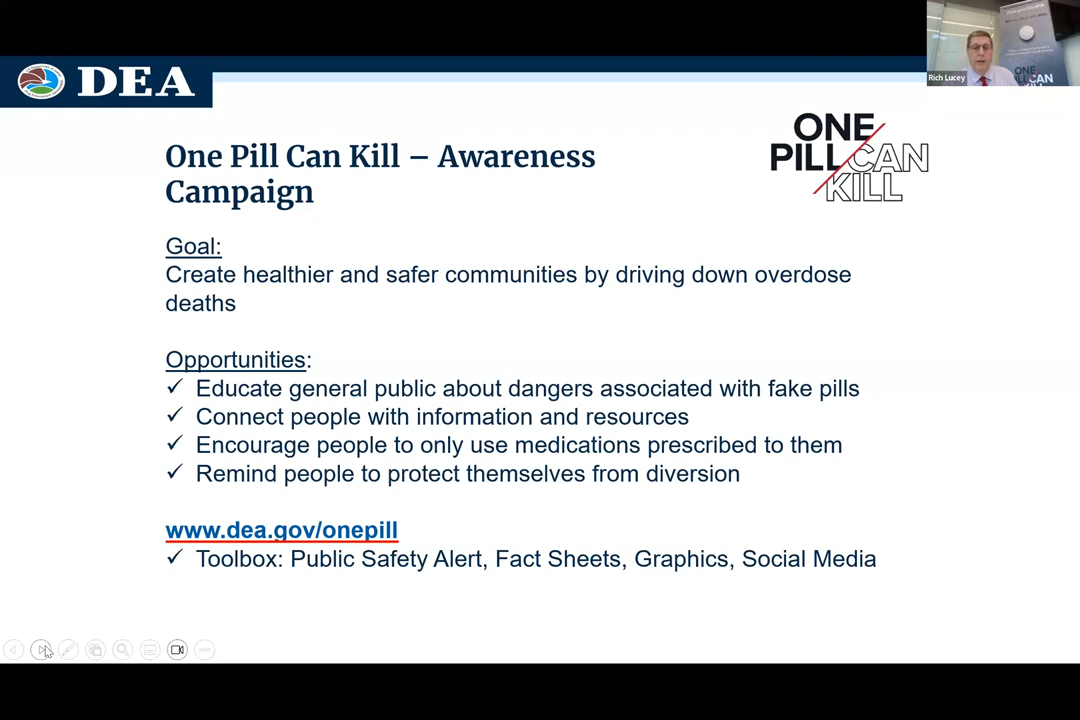 DEA
Rich Lucey
ONE
CAN
KILL
ONE
PILL CAN
KILL
One Pill Can Kill – Awareness
Campaign
Goal:
Create healthier and safer communities by driving down overdose
deaths
Opportunities:
✓ Educate general public about dangers associated with fake pills
✓ Connect people with information and resources
✓ Encourage people to only use medications prescribed to them
✓ Remind people to protect themselves from diversion
www.dea.gov/onepill
✓ Toolbox: Public Safety Alert, Fact Sheets, Graphics, Social Media